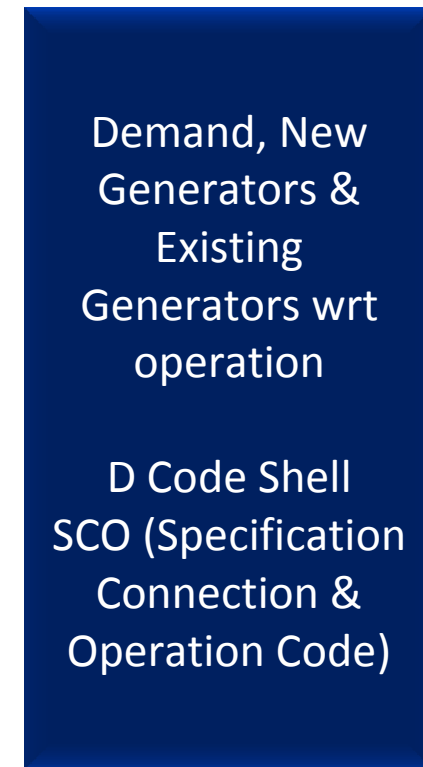 Demand, New
Generators &
Existing
Generators wrt
operation
D Code Shell
SCO (Specification
Connection &
Operation Code)